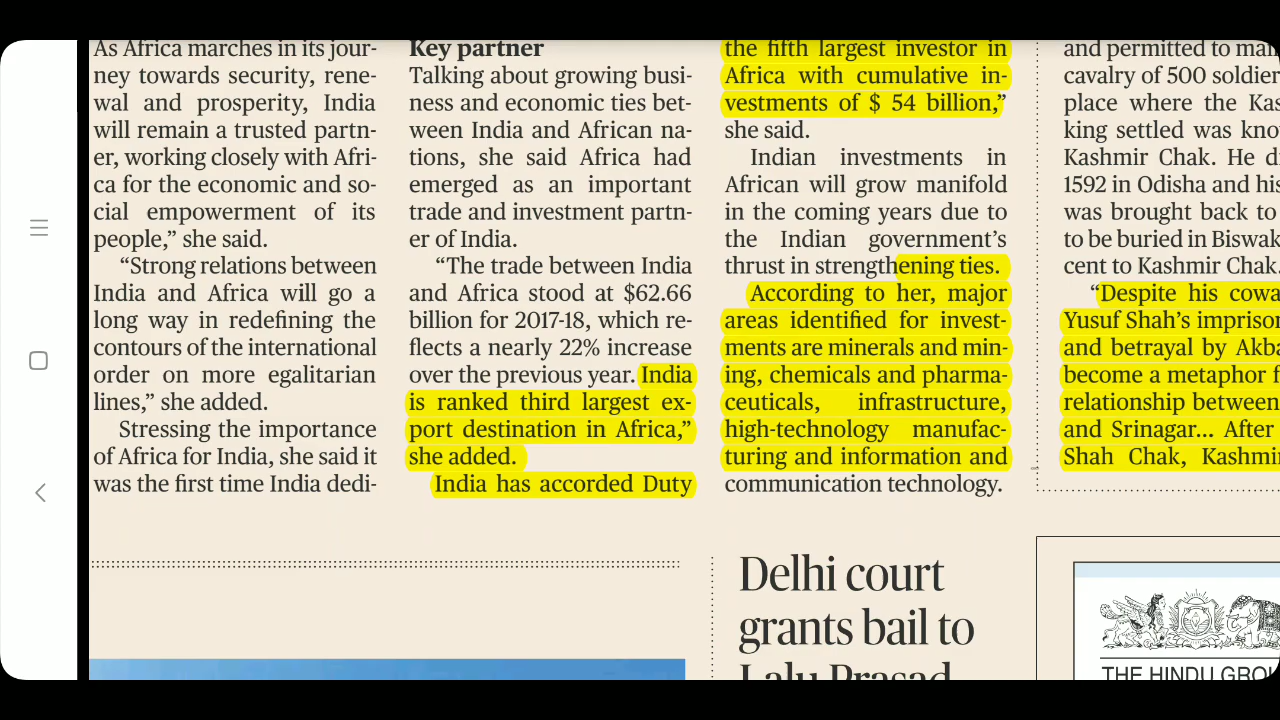 As Africa marches in its jour-
ney towards security, rene-
wal and prosperity, India
will remain a trusted partn-
er, working closely with Afri-
ca for the economic and so-
cial empowerment of its
people,” she said.
“Strong relations between
India and Africa will go a
long way in redefining the
contours of the international
order on more egalitarian
lines,” she added.
Stressing the importance
of Africa for India, she said it
was the first time India dedi-
Key partner
Talking about growing busi-
ness and economic ties bet-
ween India and African na-
tions, she said Africa had
emerged as an important
trade and investment partn-
er of India.
“The trade between India
and Africa stood at $62.66
billion for 2017-18, which re-
flects a nearly 22% increase
over the previous year. India
is ranked third largest ex-
port destination in Africa,”
she added.
India has accorded Duty
the fifth largest investor in
Africa with cumulative in-
vestments of $ 54 billion,”
she said.
Indian investments in
African will grow manifold
in the coming years due to
the Indian government’s
thrust in strengthening ties.
According to her, major
areas identified for invest-
ments are minerals and min-
ing, chemicals and pharma-
ceuticals, infrastructure,
high-technology manufac-
turing and information and
communication technology.
and permitted to
cavalry of 500
place where the
king settled was
Kashmir Chak. He
1592 in Odisha and his
was brought back to
to be buried in
cent to Kashmir Chak.
“Despite his
Yusuf Shah’s
and betrayal by
become a metaphor
relationship between
and Srinagar... After
Shah Chak,
Delhi court
grants bail to
Lalu Prasad
THE HINDU